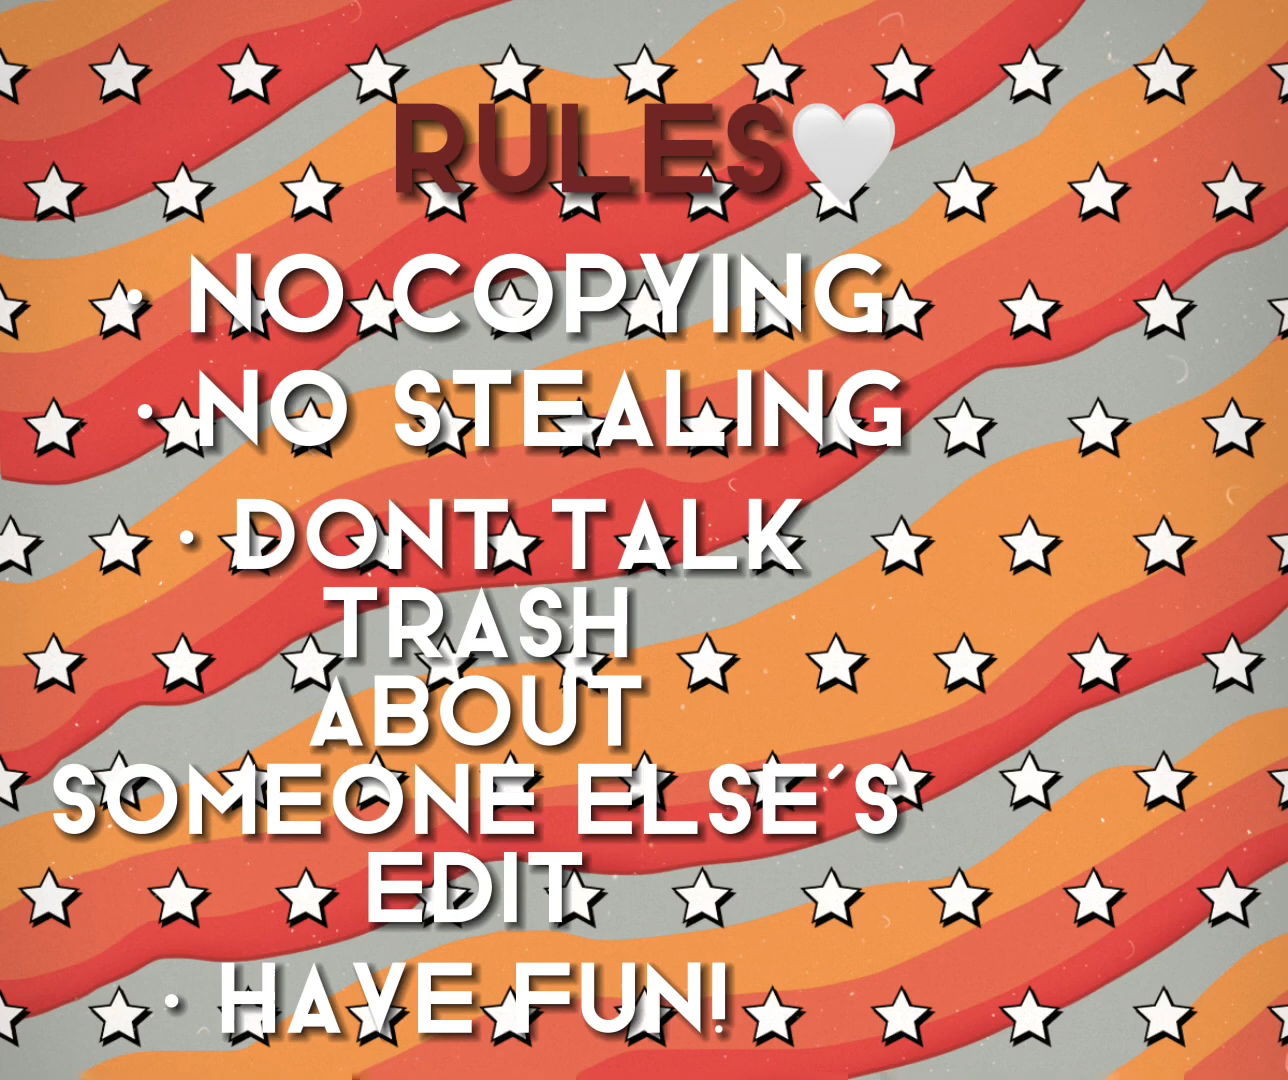 RULES🤍
• NO COPYING
• NO STEALING
• DONT TALK
TRASH
ABOUT
SOMEONE ELSE'S
EDIT
• HAVE FUN!